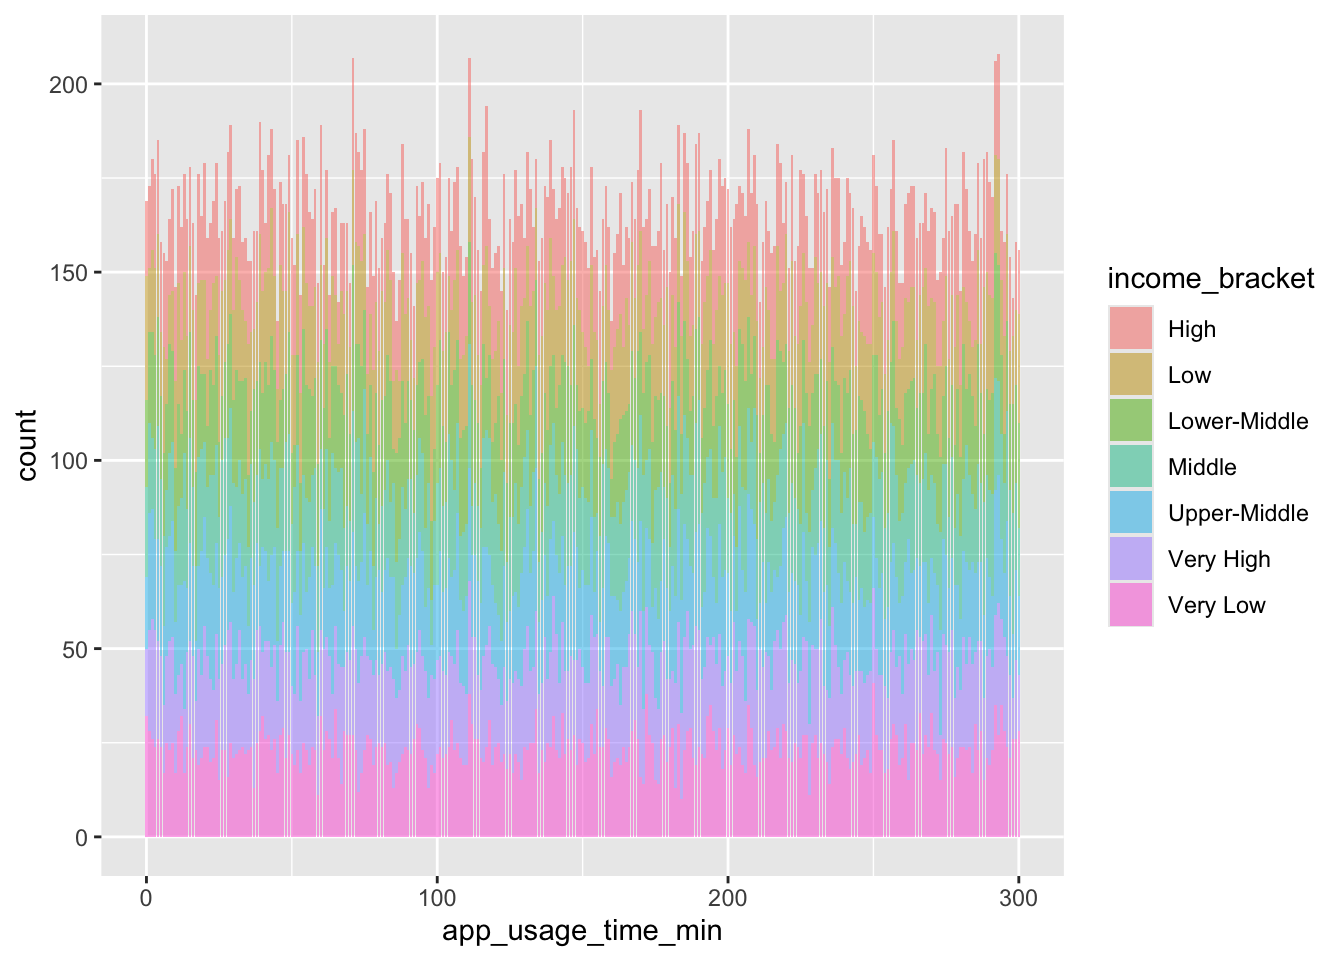 200
150
100
50
0
count
0 100 200 300
app_usage_time_min
income_bracket
High
Low
Lower-Middle
Middle
Upper-Middle
Very High
Very Low